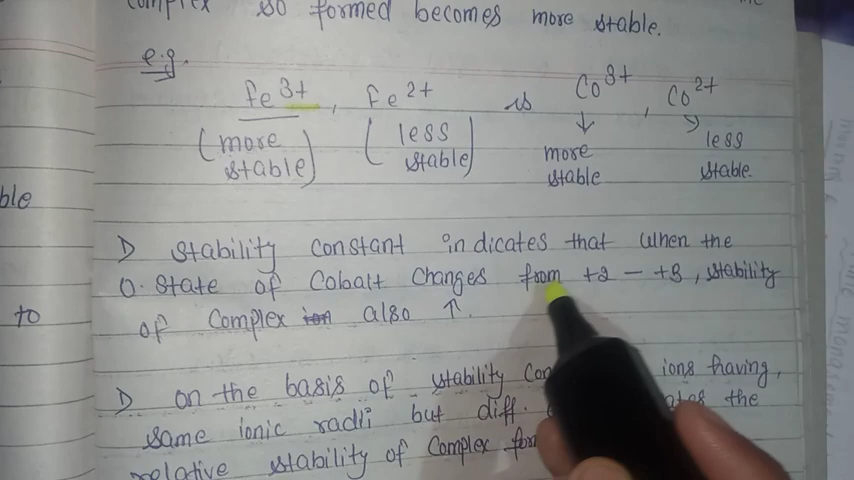 complex so formed becomes more stable.
e.g.
Fe3+, Fe2+ is Co3+, Co2+
(more stable) (less stable) more stable less stable.
stability constant indicates that when the
O. state of Cobalt Changes from +2 — +3, stability
of Complex ion also ↑.
on the basis of stability ions having,
same ionic radii but diff. the
relative stability of Complex
ble
to